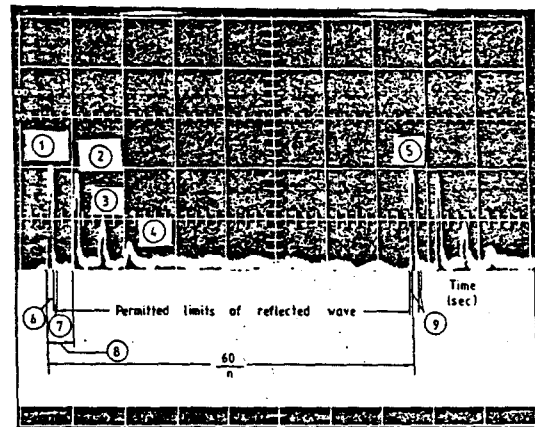 ① ② ⑤
③
④
Time
(sec)
Permitted limits of reflected wave
⑥ ⑦ ⑨
⑧
60
n